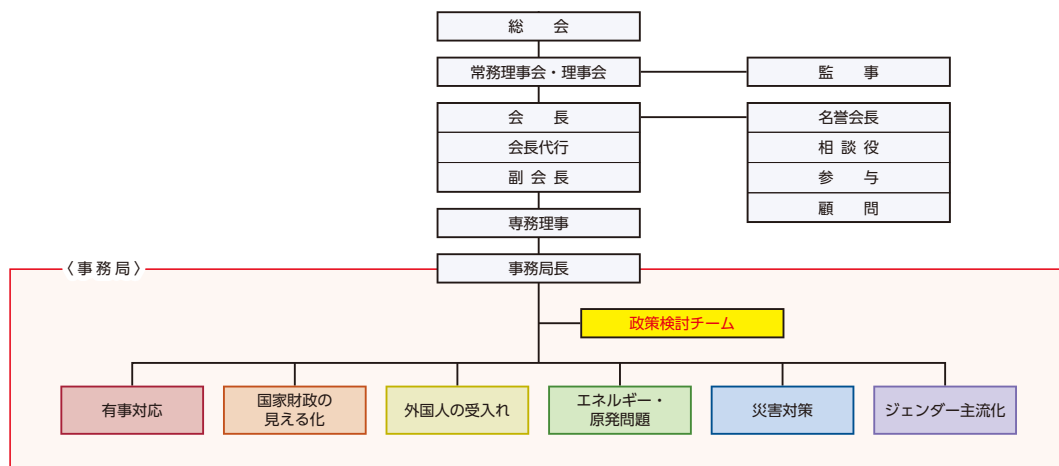 総　会
常務理事会・理事会
監　事
会　長
会長代行
副 会 長
名誉会長
相 談 役
参　与
顧　問
専務理事
〈事務局〉
事務局長
政策検討チーム
有事対応
国家財政の
見える化
外国人の受入れ
エネルギー・
原発問題
災害対策
ジェンダー主流化